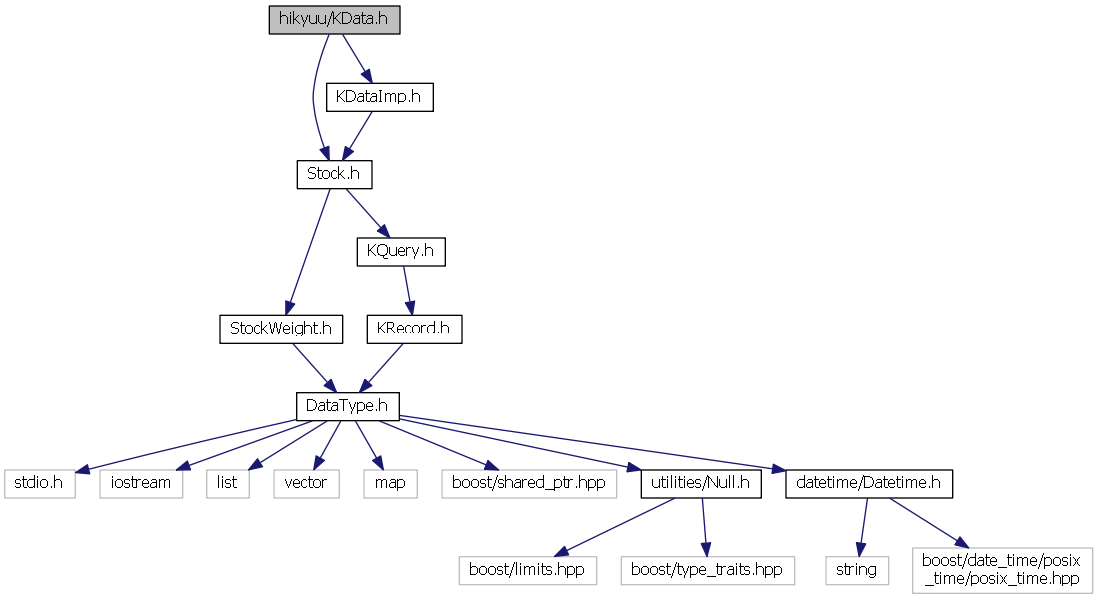 hikyuu/KData.h
KDataImp.h
Stock.h
KQuery.h
StockWeight.h
KRecord.h
DataType.h
stdio.h
iostream
list
vector
map
boost/shared_ptr.hpp
utilities/Null.h
datetime/Datetime.h
boost/limits.hpp
boost/type_traits.hpp
string
boost/date_time/posix
_time/posix_time.hpp